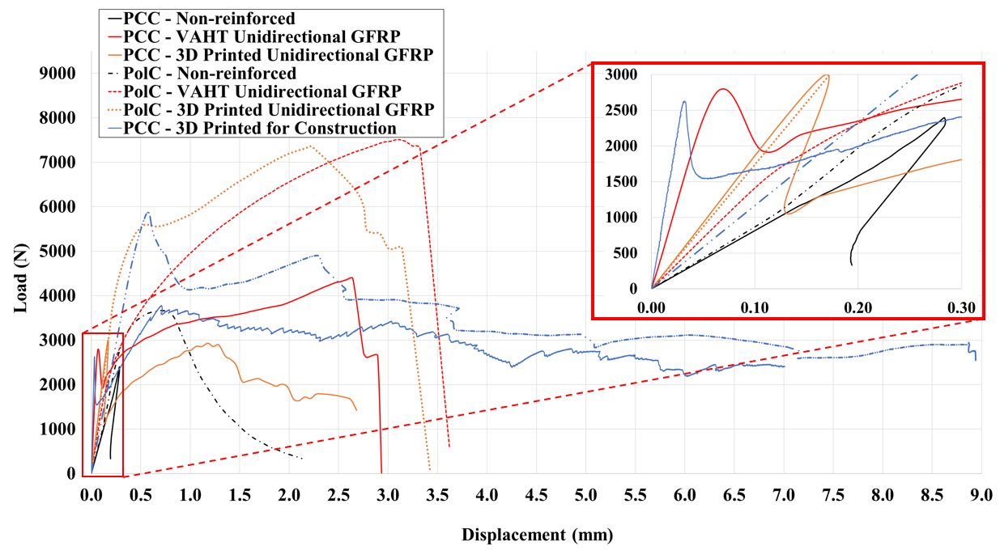 PCC - Non-reinforced
PCC - VAHT Unidirectional GFRP
PCC - 3D Printed Unidirectional GFRP
PolC - Non-reinforced
PolC - VAHT Unidirectional GFRP
PolC - 3D Printed Unidirectional GFRP
PCC - 3D Printed for Construction
9000
8000
7000
6000
5000
4000
3000
2000
1000
0
Load (N)
0.0 0.5 1.0 1.5 2.0 2.5 3.0 3.5 4.0 4.5 5.0 5.5 6.0 6.5 7.0 7.5 8.0 8.5 9.0
Displacement (mm)
3000
2500
2000
1500
1000
500
0
0.00 0.10 0.20 0.30